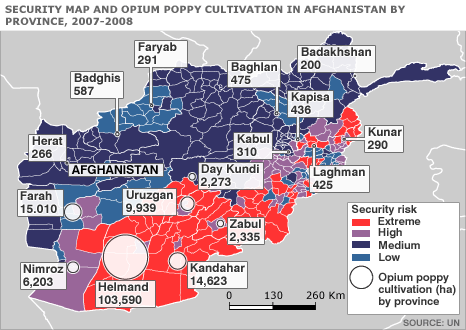 SECURITY MAP AND OPIUM POPPY CULTIVATION IN AFGHANISTAN BY
PROVINCE, 2007-2008
Faryab
291
Badakhshan
200
Baghlan
475
Badghis
587
Kapisa
436
Kunar
290
Herat
266
Kabul
310
AFGHANISTAN
Day Kundi
2,273
Laghman
425
Farah
15.010
Uruzgan
9,939
Zabul
2,335
Nimroz
6,203
Helmand
103,590
Kandahar
14,623
Security risk
Extreme
High
Medium
Low
Opium poppy
cultivation (ha)
by province
0 130 260 Km
SOURCE: UN